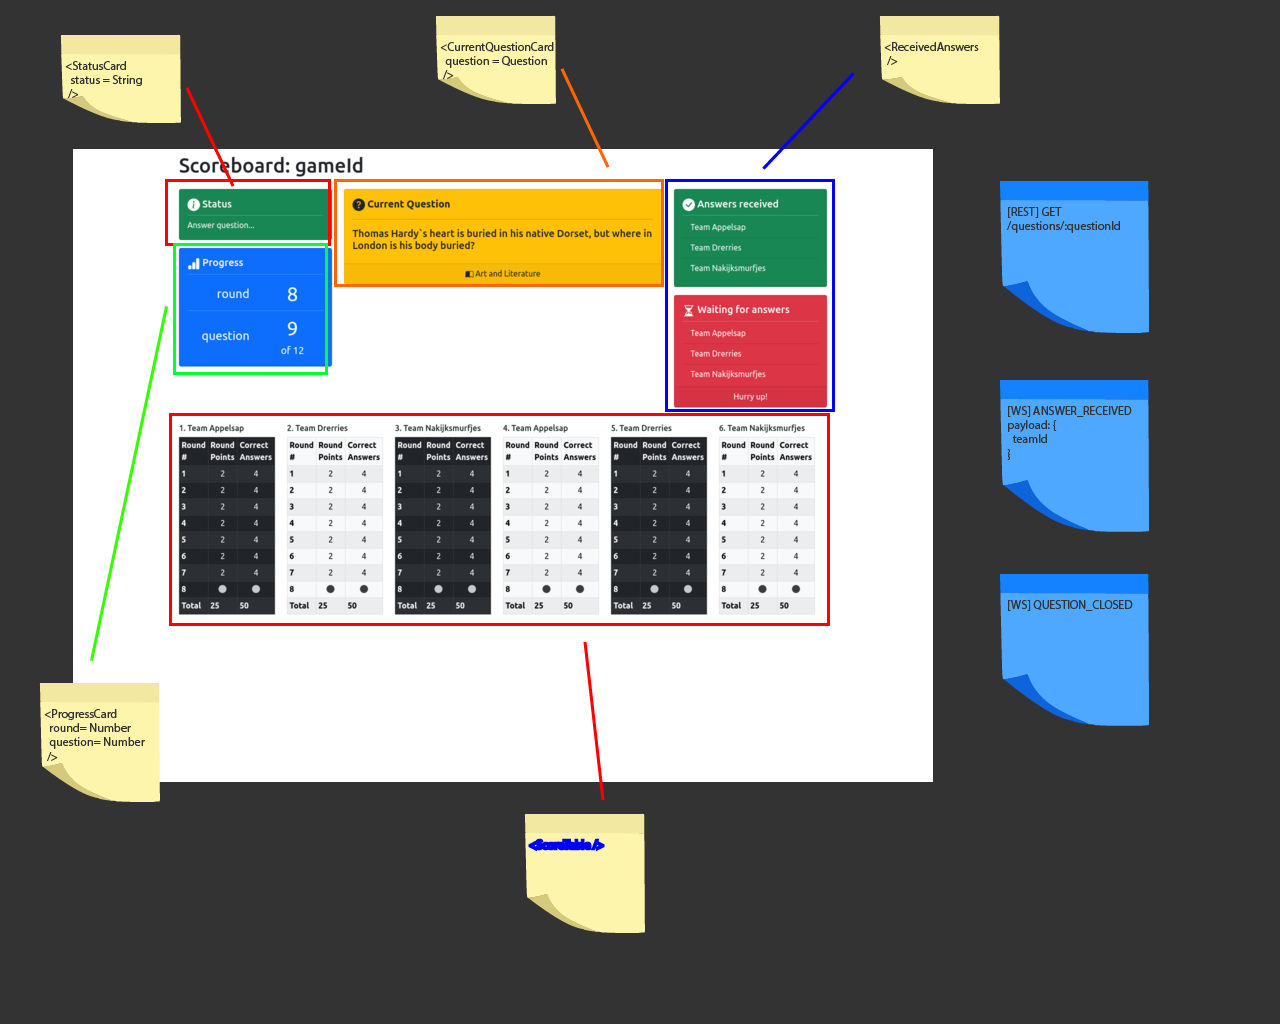 <StatusCard
status = String
/>
<CurrentQuestionCard
question = Question
/>
<ReceivedAnswers
/>
Scoreboard: gameId
Status
Answer question...
Progress
round 8
question 9
of 12
Current Question
Thomas Hardy`s heart is buried in his native Dorset, but where in
London is his body buried?
Art and Literature
Answers received
Team Appelsap
Team Drerries
Team Nakijksmurfjes
Waiting for answers
Team Appelsap
Team Drerries
Team Nakijksmurfjes
Hurry up!
1. Team Appelsap
Round Round Correct
# Points Answers
1 2 4
2 2 4
3 2 4
4 2 4
5 2 4
6 2 4
7 2 4
8
Total 25 50
2. Team Drerries
Round Round Correct
# Points Answers
1 2 4
2 2 4
3 2 4
4 2 4
5 2 4
6 2 4
7 2 4
8
Total 25 50
3. Team Nakijksmurfjes
Round Round Correct
# Points Answers
1 2 4
2 2 4
3 2 4
4 2 4
5 2 4
6 2 4
7 2 4
8
Total 25 50
4. Team Appelsap
Round Round Correct
# Points Answers
1 2 4
2 2 4
3 2 4
4 2 4
5 2 4
6 2 4
7 2 4
8
Total 25 50
5. Team Drerries
Round Round Correct
# Points Answers
1 2 4
2 2 4
3 2 4
4 2 4
5 2 4
6 2 4
7 2 4
8
Total 25 50
6. Team Nakijksmurfjes
Round Round Correct
# Points Answers
1 2 4
2 2 4
3 2 4
4 2 4
5 2 4
6 2 4
7 2 4
8
Total 25 50
<ProgressCard
round= Number
question= Number
/>
<ScoreTable />
[REST] GET
/questions/:questionId
[WS] ANSWER_RECEIVED
payload: {
teamId
}
[WS] QUESTION_CLOSED